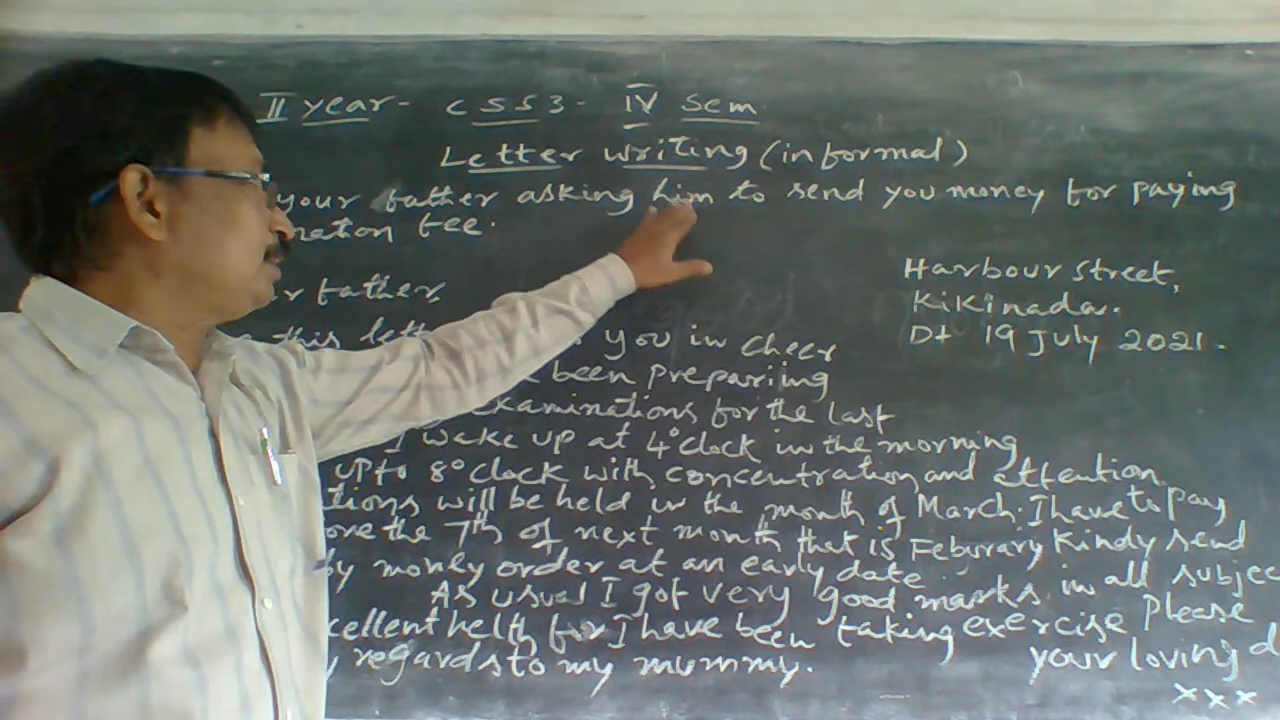 II year - CSS3 - IV Sem
Letter writing (informal)
your father asking him to send you money for paying
nation fee.
Harbour street,
Kikinada.
Dt 19 July 2021.
r father,
this lett you in cheer
been preparing
examinations for the last
I wake up at 4°clock in the morning
upto 8°clock with concentration and attention
tions will be held in the month of March. I have to pay
ore the 7th of next month that is Feburary Kindy send
by money order at an early date
As usual I got very good marks in all subjec
cellent helth for I have been taking exercise Please
regards to my mummy.
your loving d
xxx